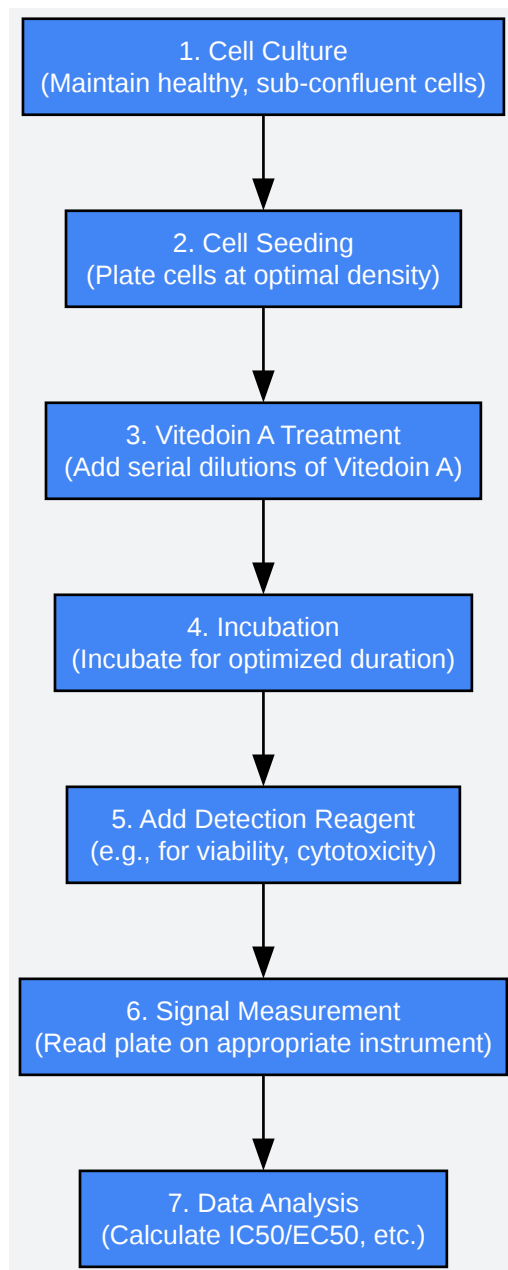 1. Cell Culture
(Maintain healthy, sub-confluent cells)
2. Cell Seeding
(Plate cells at optimal density)
3. Vitedoin A Treatment
(Add serial dilutions of Vitedoin A)
4. Incubation
(Incubate for optimized duration)
5. Add Detection Reagent
(e.g., for viability, cytotoxicity)
6. Signal Measurement
(Read plate on appropriate instrument)
7. Data Analysis
(Calculate IC50/EC50, etc.)